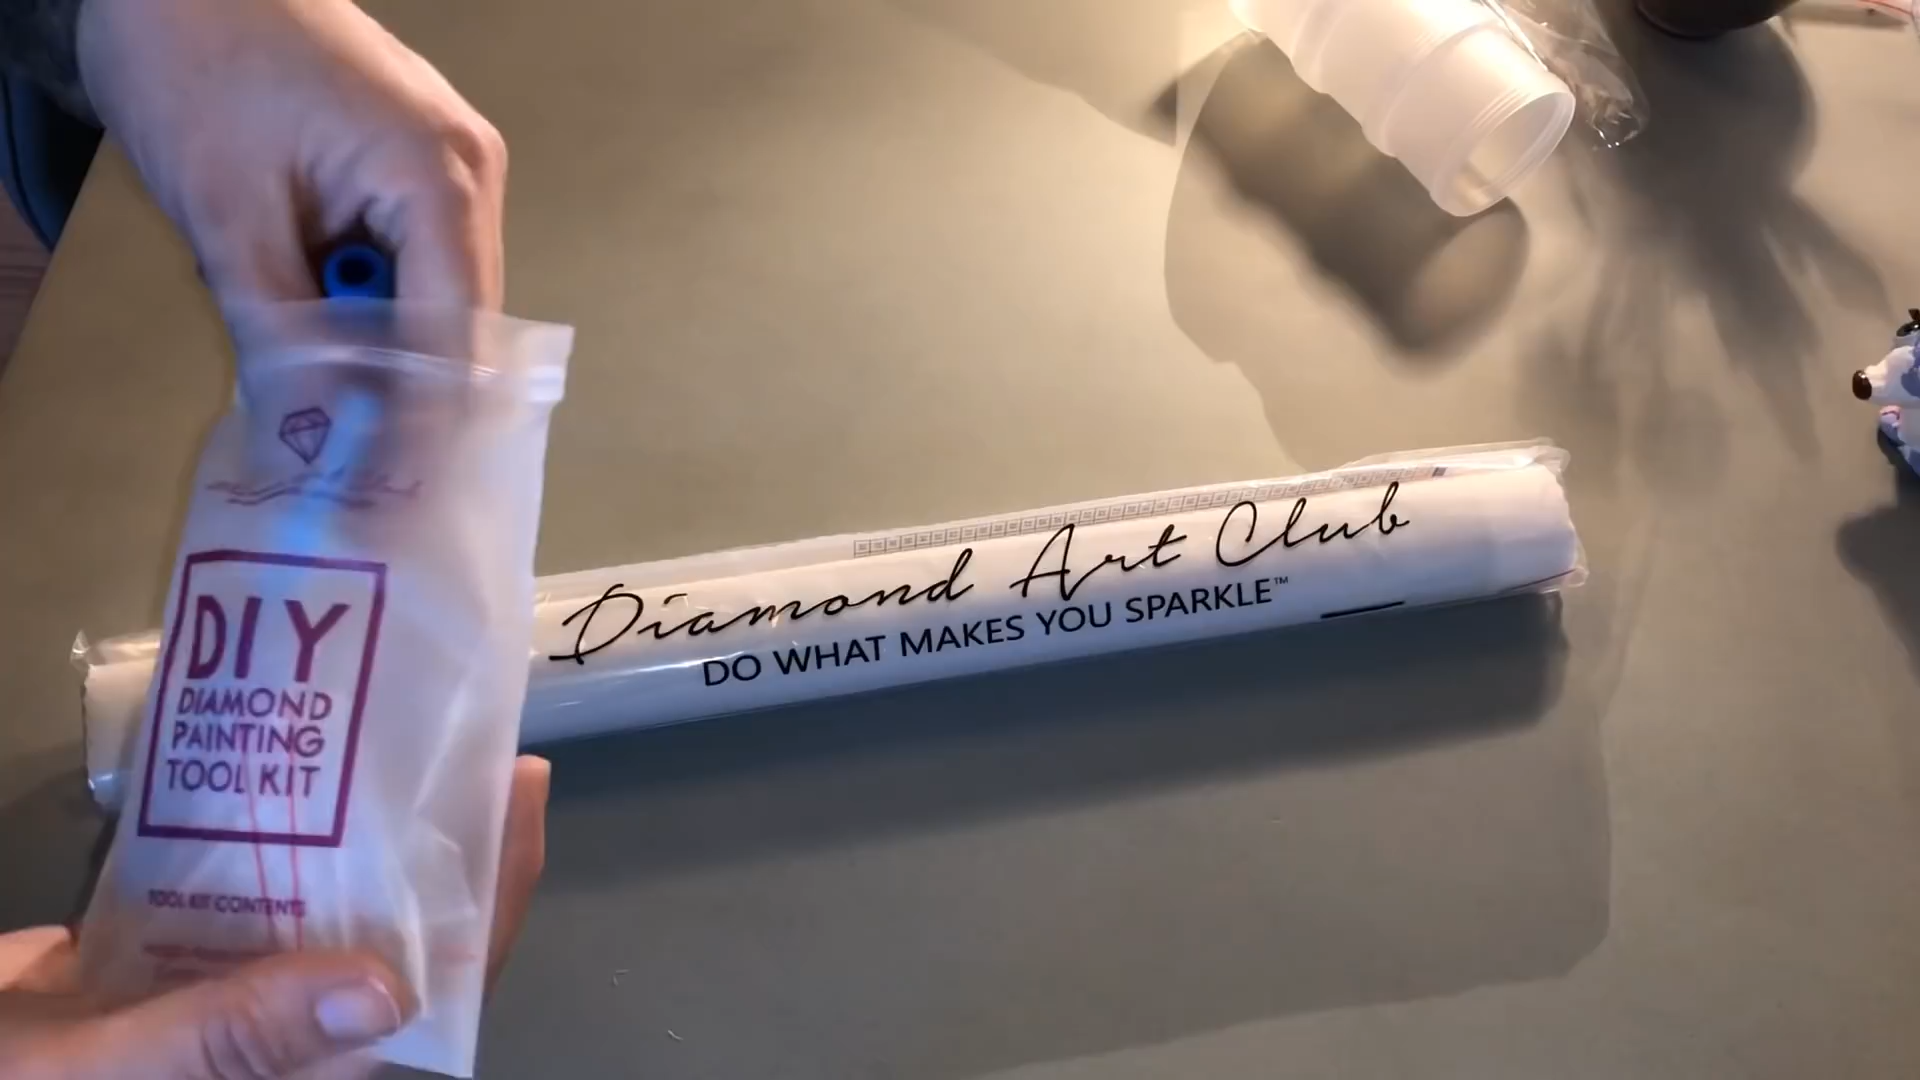 DIY
DIAMOND
PAINTING
TOOL KIT
TOOL KIT CONTENTS
Diamond Art Club
DO WHAT MAKES YOU SPARKLE™